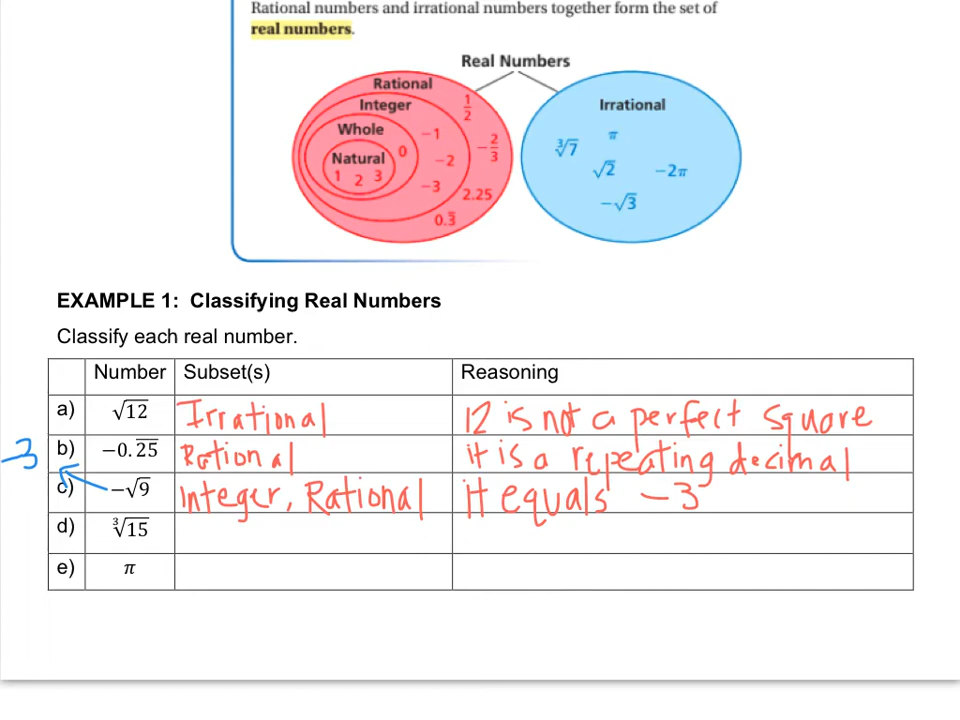 Rational numbers and irrational numbers together form the set of
real numbers.
Real Numbers
Rational
Integer
Whole
Natural
1 2 3
0
-1
-2
-3
1/2
-2/3
2.25
0.3̅
Irrational
∛7
π
√2
-2π
-√3
EXAMPLE 1: Classifying Real Numbers
Classify each real number.
Number Subset(s) Reasoning
a) √12 Irrational 12 is not a perfect square
-3 b) −0.2̅5̅ Rational it is a repeating decimal
c) −√9 Integer, Rational it equals -3
d) ∛15
e) π